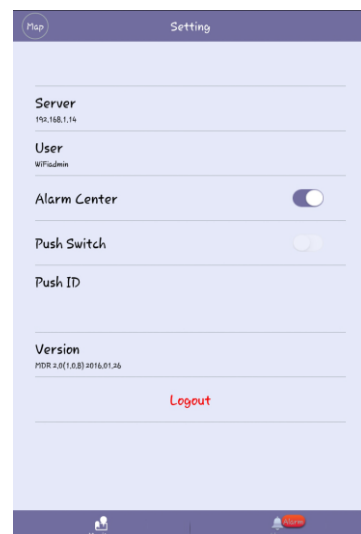 Map
Setting
Server
192.168.1.14
User
WiFiadmin
Alarm Center
Push Switch
Push ID
Version
MDR 2.0(1.0.8) 2016.01.26
Logout
Alarm